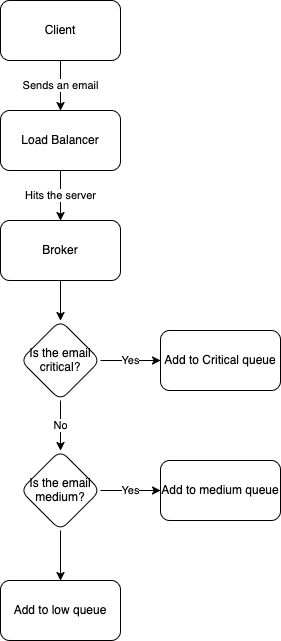 Client
Sends an email
Load Balancer
Hits the server
Broker
Is the email
critical?
Yes
Add to Critical queue
No
Is the email
medium?
Yes
Add to medium queue
Add to low queue